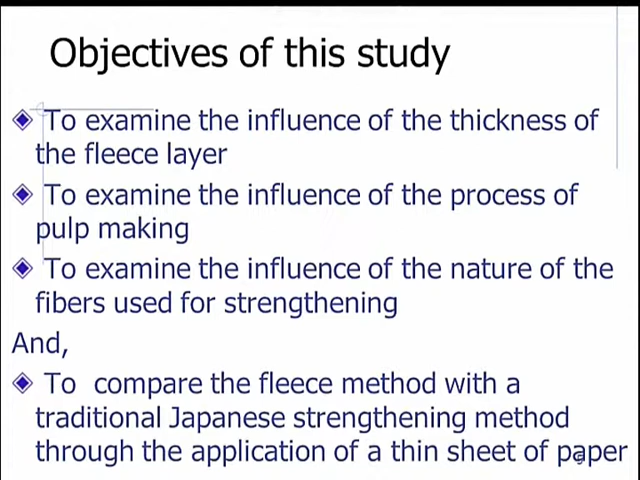 Objectives of this study
To examine the influence of the thickness of
the fleece layer
To examine the influence of the process of
pulp making
To examine the influence of the nature of the
fibers used for strengthening
And,
To compare the fleece method with a
traditional Japanese strengthening method
through the application of a thin sheet of paper